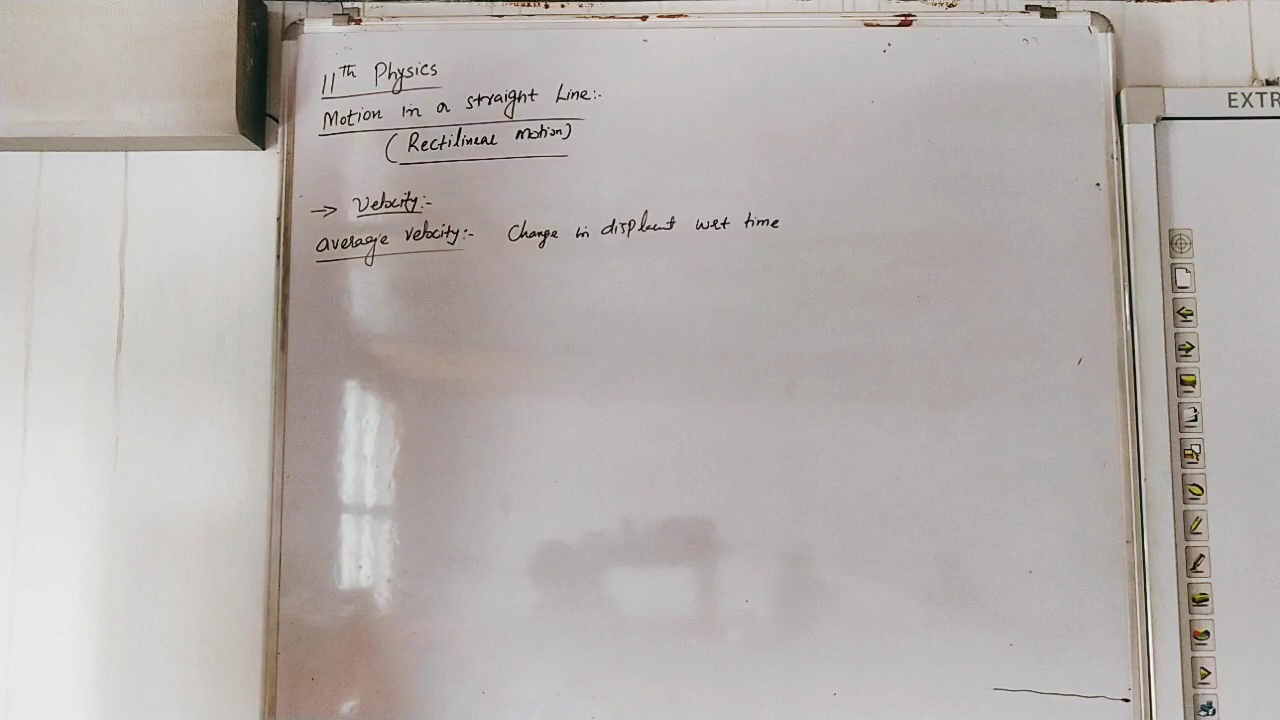 11th Physics
Motion in a straight Line:-
(Rectilinear motion)
→ Velocity:-
average velocity:- Change in displacmt wrt time
EXTR